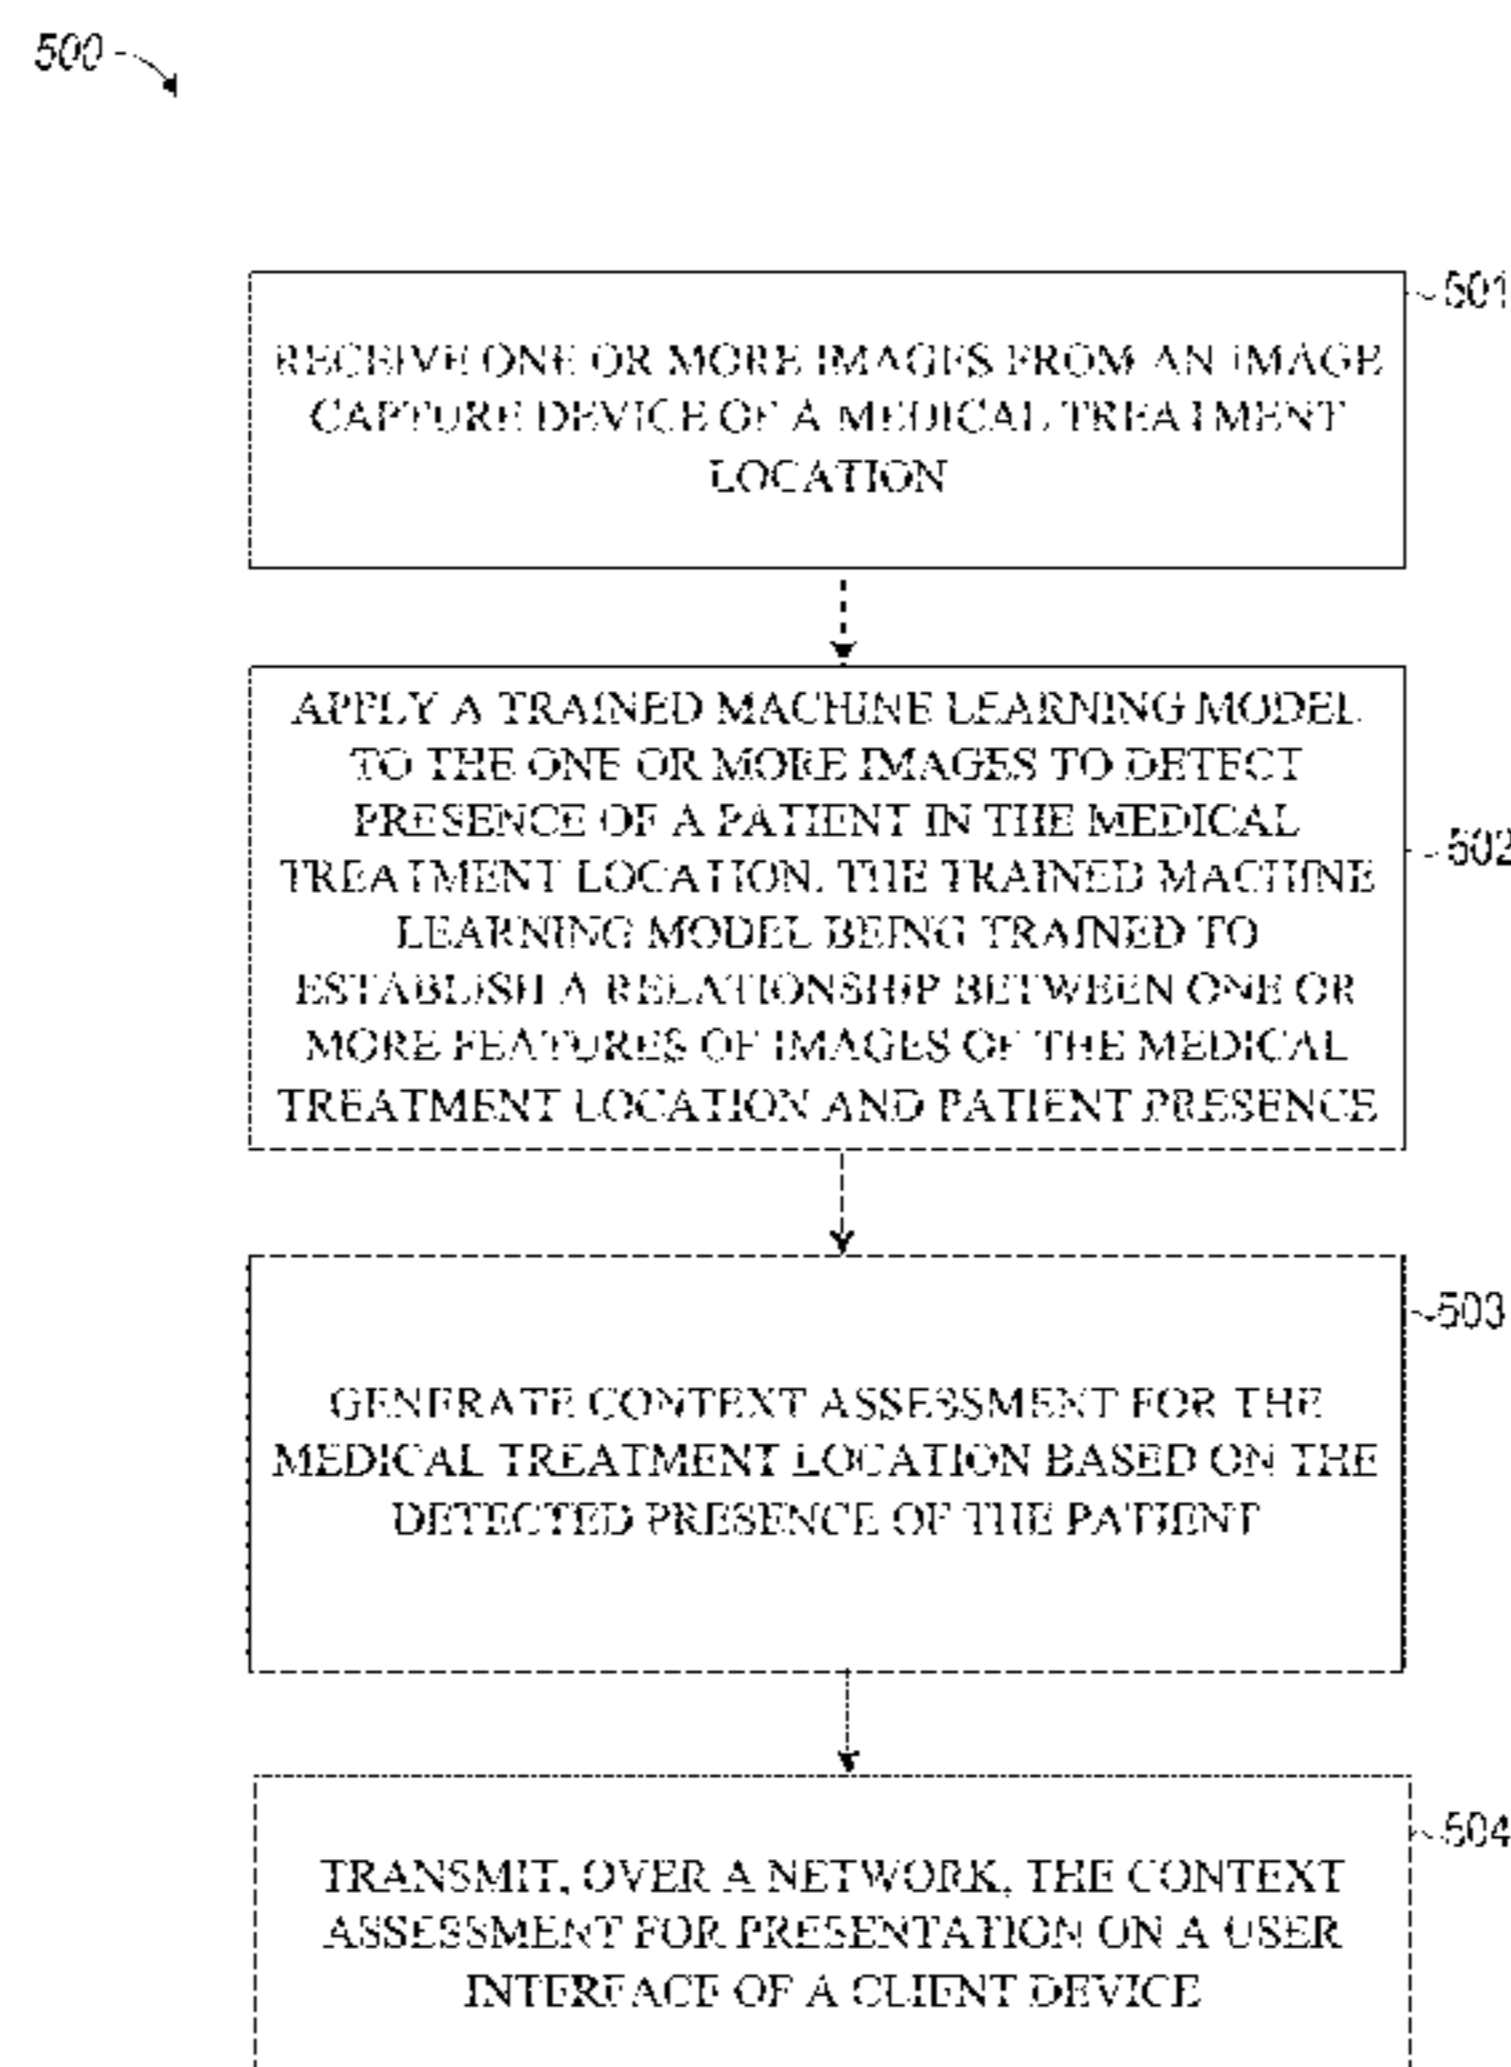 500
501
RECEIVE ONE OR MORE IMAGES FROM AN IMAGE
CAPTURE DEVICE OF A MEDICAL TREATMENT
LOCATION
APPLY A TRAINED MACHINE LEARNING MODEL
TO THE ONE OR MORE IMAGES TO DETECT
PRESENCE OF A PATIENT IN THE MEDICAL
TREATMENT LOCATION, THE TRAINED MACHINE
LEARNING MODEL BEING TRAINED TO
ESTABLISH A RELATIONSHIP BETWEEN ONE OR
MORE FEATURES OF IMAGES OF THE MEDICAL
TREATMENT LOCATION AND PATIENT PRESENCE
502
503
GENERATE CONTEXT ASSESSMENT FOR THE
MEDICAL TREATMENT LOCATION BASED ON THE
DETECTED PRESENCE OF THE PATIENT
504
TRANSMIT, OVER A NETWORK, THE CONTEXT
ASSESSMENT FOR PRESENTATION ON A USER
INTERFACE OF A CLIENT DEVICE